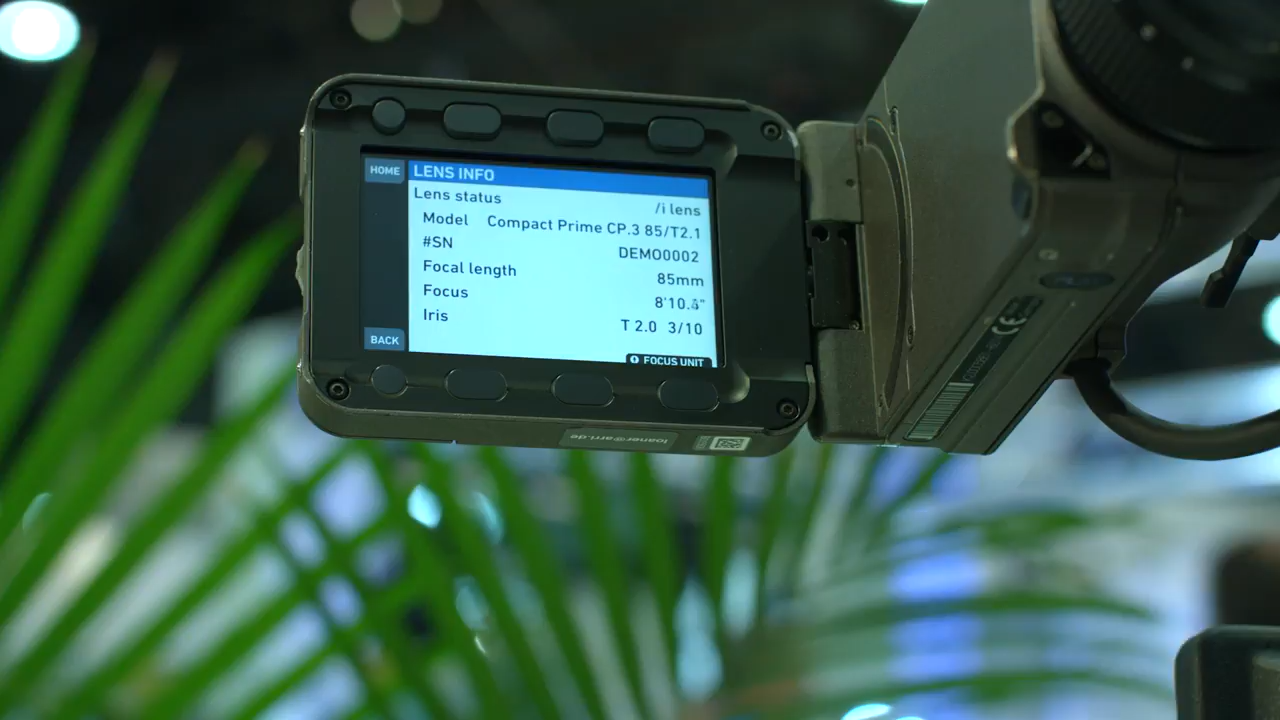 HOME
LENS INFO
Lens status /i lens
Model Compact Prime CP.3 85/T2.1
#SN DEMO0002
Focal length 85mm
Focus
Iris T 2.0 3/10
BACK
FOCUS UNIT
loaner@arri.de
CE